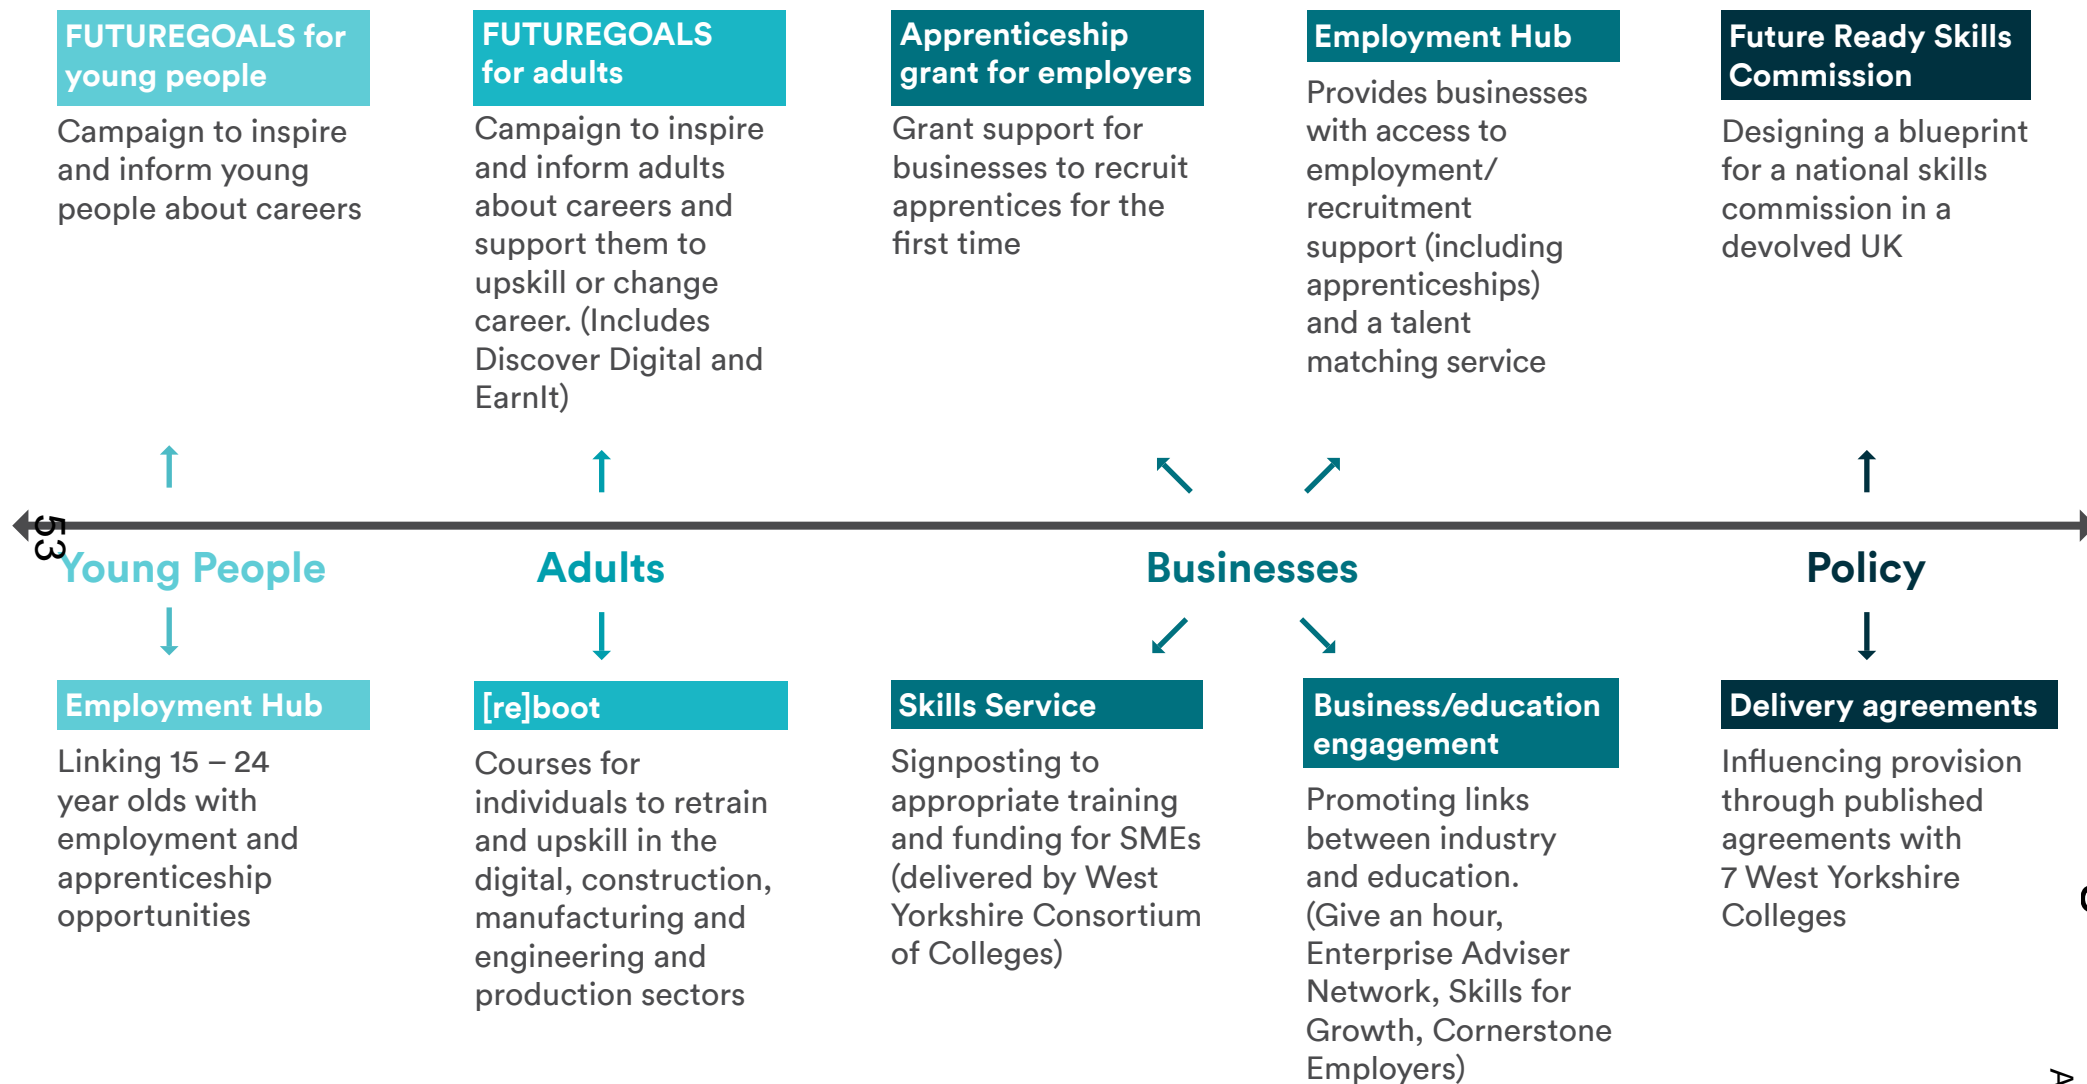 FUTUREGOALS for
young people
Campaign to inspire
and inform young
people about careers
FUTUREGOALS
for adults
Campaign to inspire
and inform adults
about careers and
support them to
upskill or change
career. (Includes
Discover Digital and
EarnIt)
Apprenticeship
grant for employers
Grant support for
businesses to recruit
apprentices for the
first time
Employment Hub
Provides businesses
with access to
employment/
recruitment
support (including
apprenticeships)
and a talent
matching service
Future Ready Skills
Commission
Designing a blueprint
for a national skills
commission in a
devolved UK
53
Young People
Adults
Businesses
Policy
Employment Hub
Linking 15 – 24
year olds with
employment and
apprenticeship
opportunities
[re]boot
Courses for
individuals to retrain
and upskill in the
digital, construction,
manufacturing and
engineering and
production sectors
Skills Service
Signposting to
appropriate training
and funding for SMEs
(delivered by West
Yorkshire Consortium
of Colleges)
Business/education
engagement
Promoting links
between industry
and education.
(Give an hour,
Enterprise Adviser
Network, Skills for
Growth, Cornerstone
Employers)
Delivery agreements
Influencing provision
through published
agreements with
7 West Yorkshire
Colleges